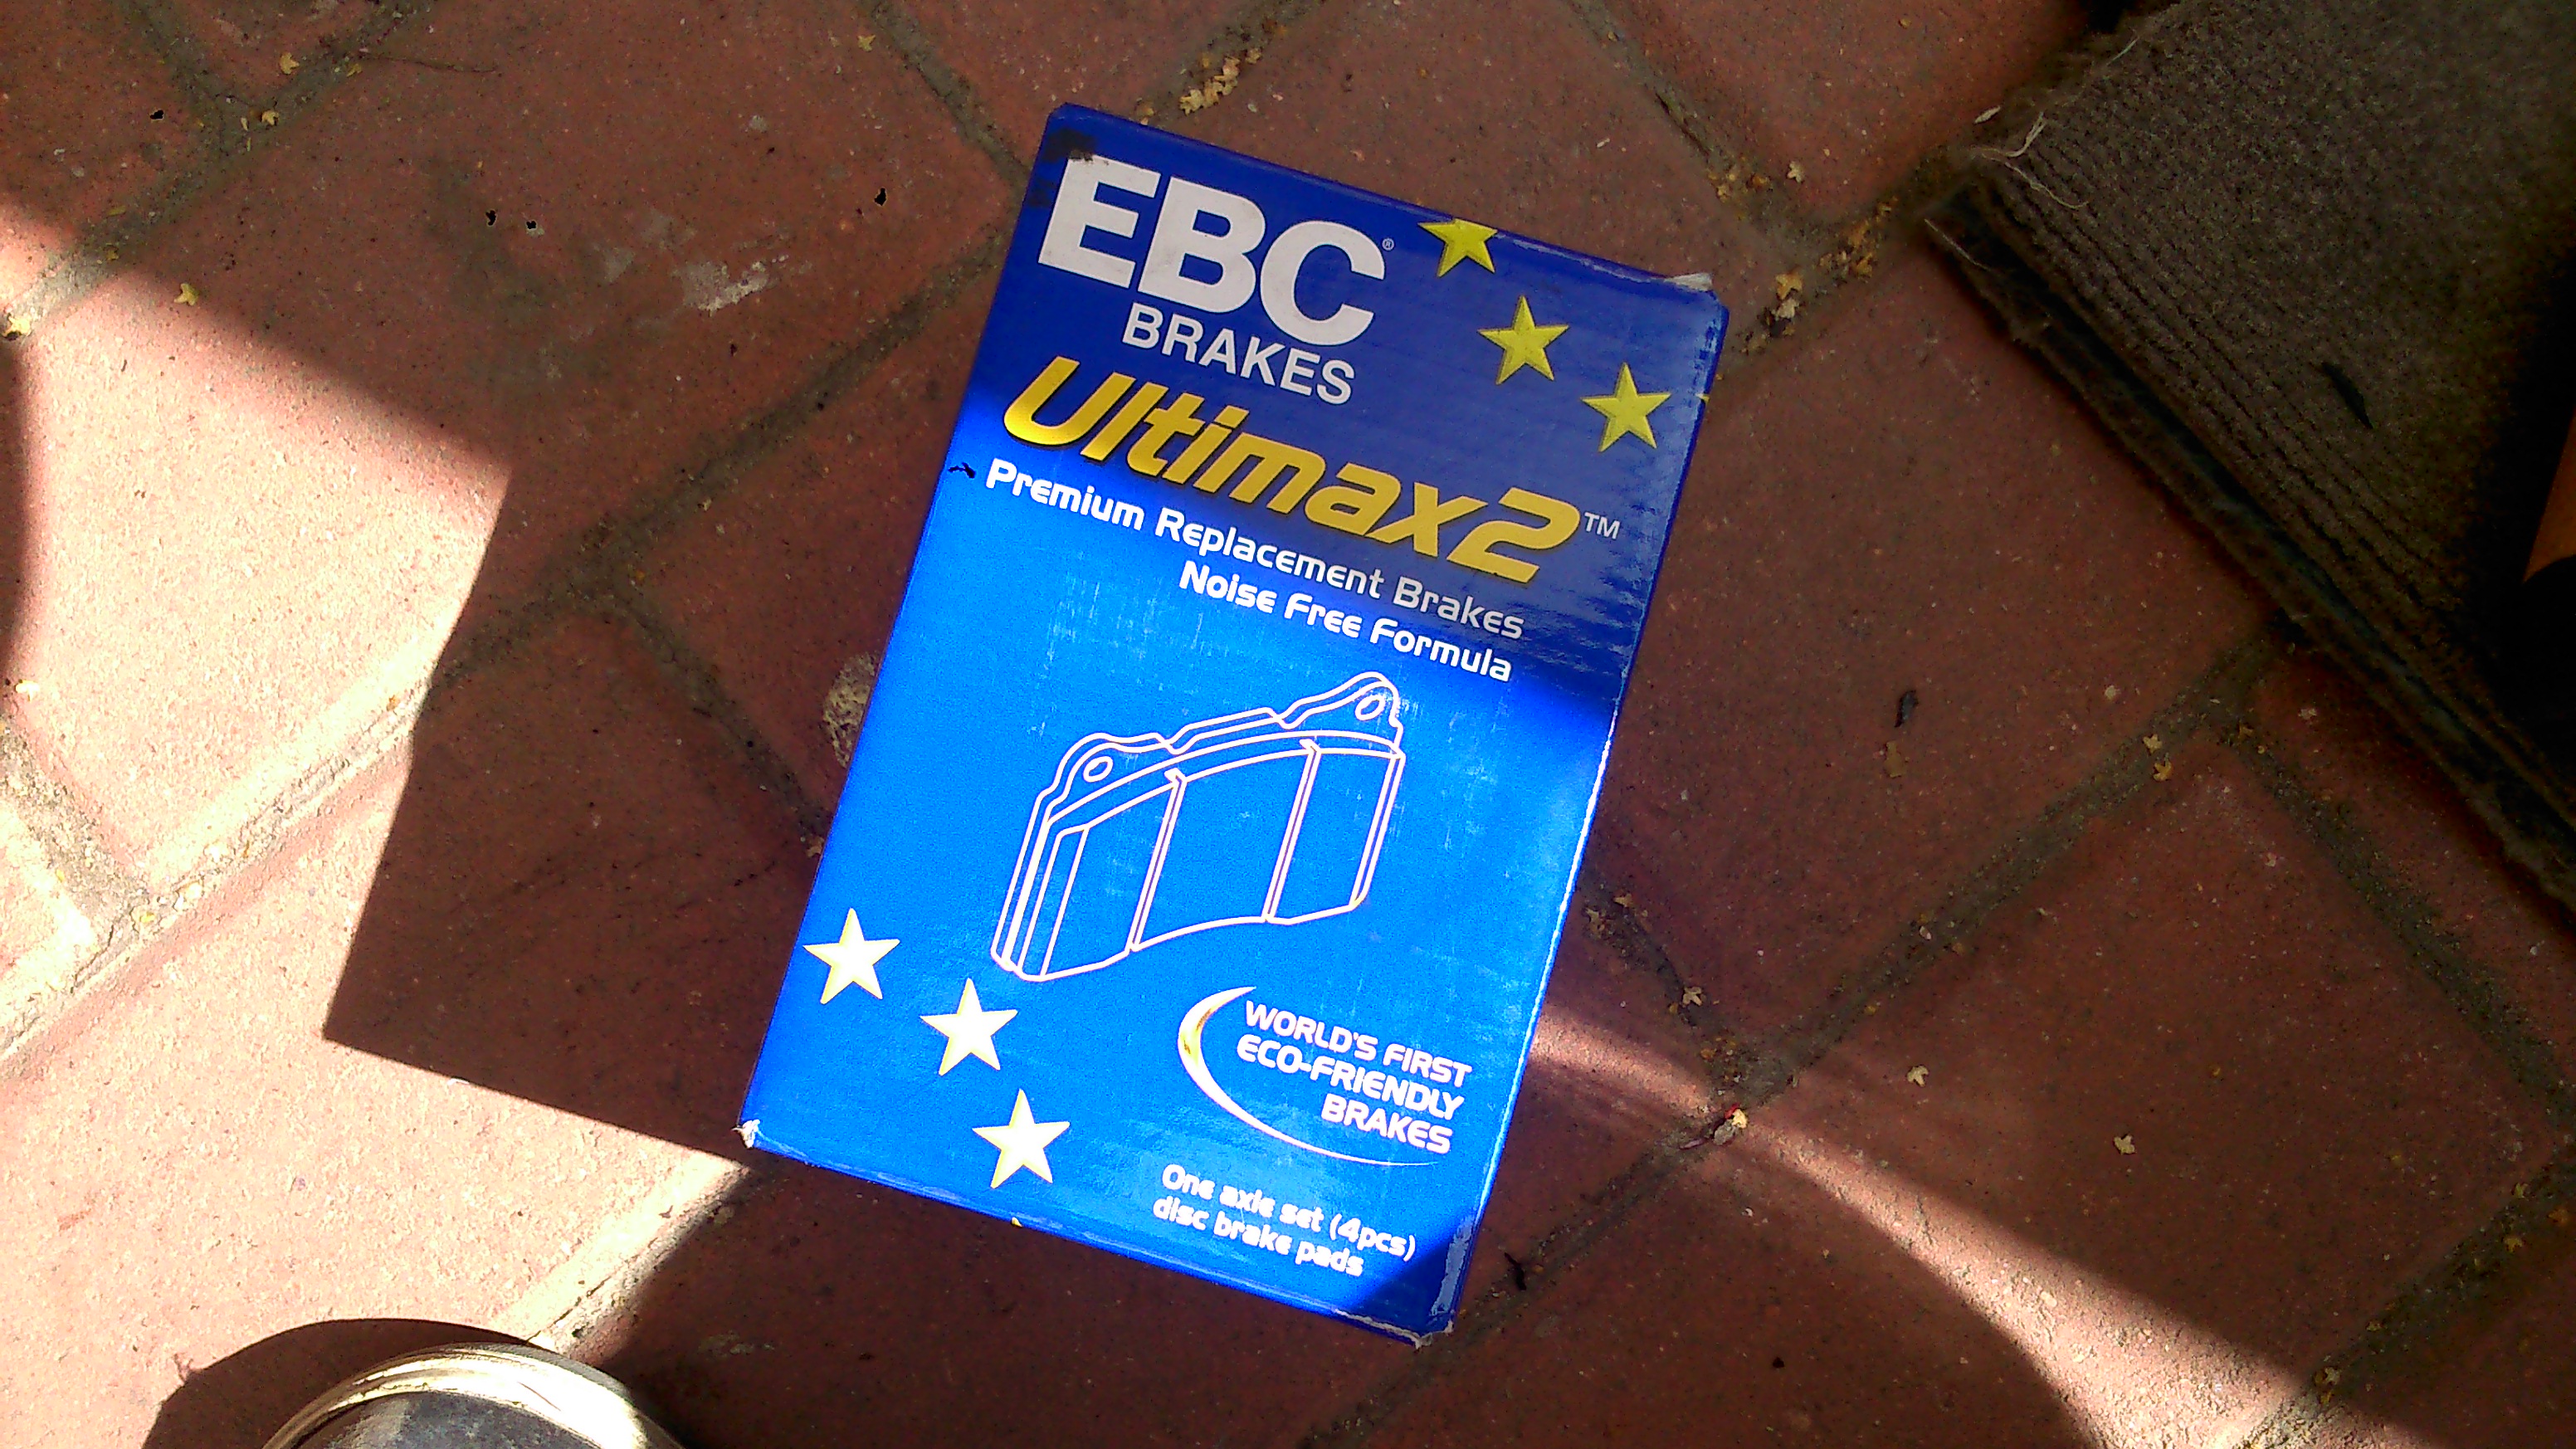 EBC®
BRAKES
Ultimax2™
Premium Replacement Brakes
Noise Free Formula
WORLD'S FIRST
ECO-FRIENDLY
BRAKES
One axle set (4pcs)
disc brake pads